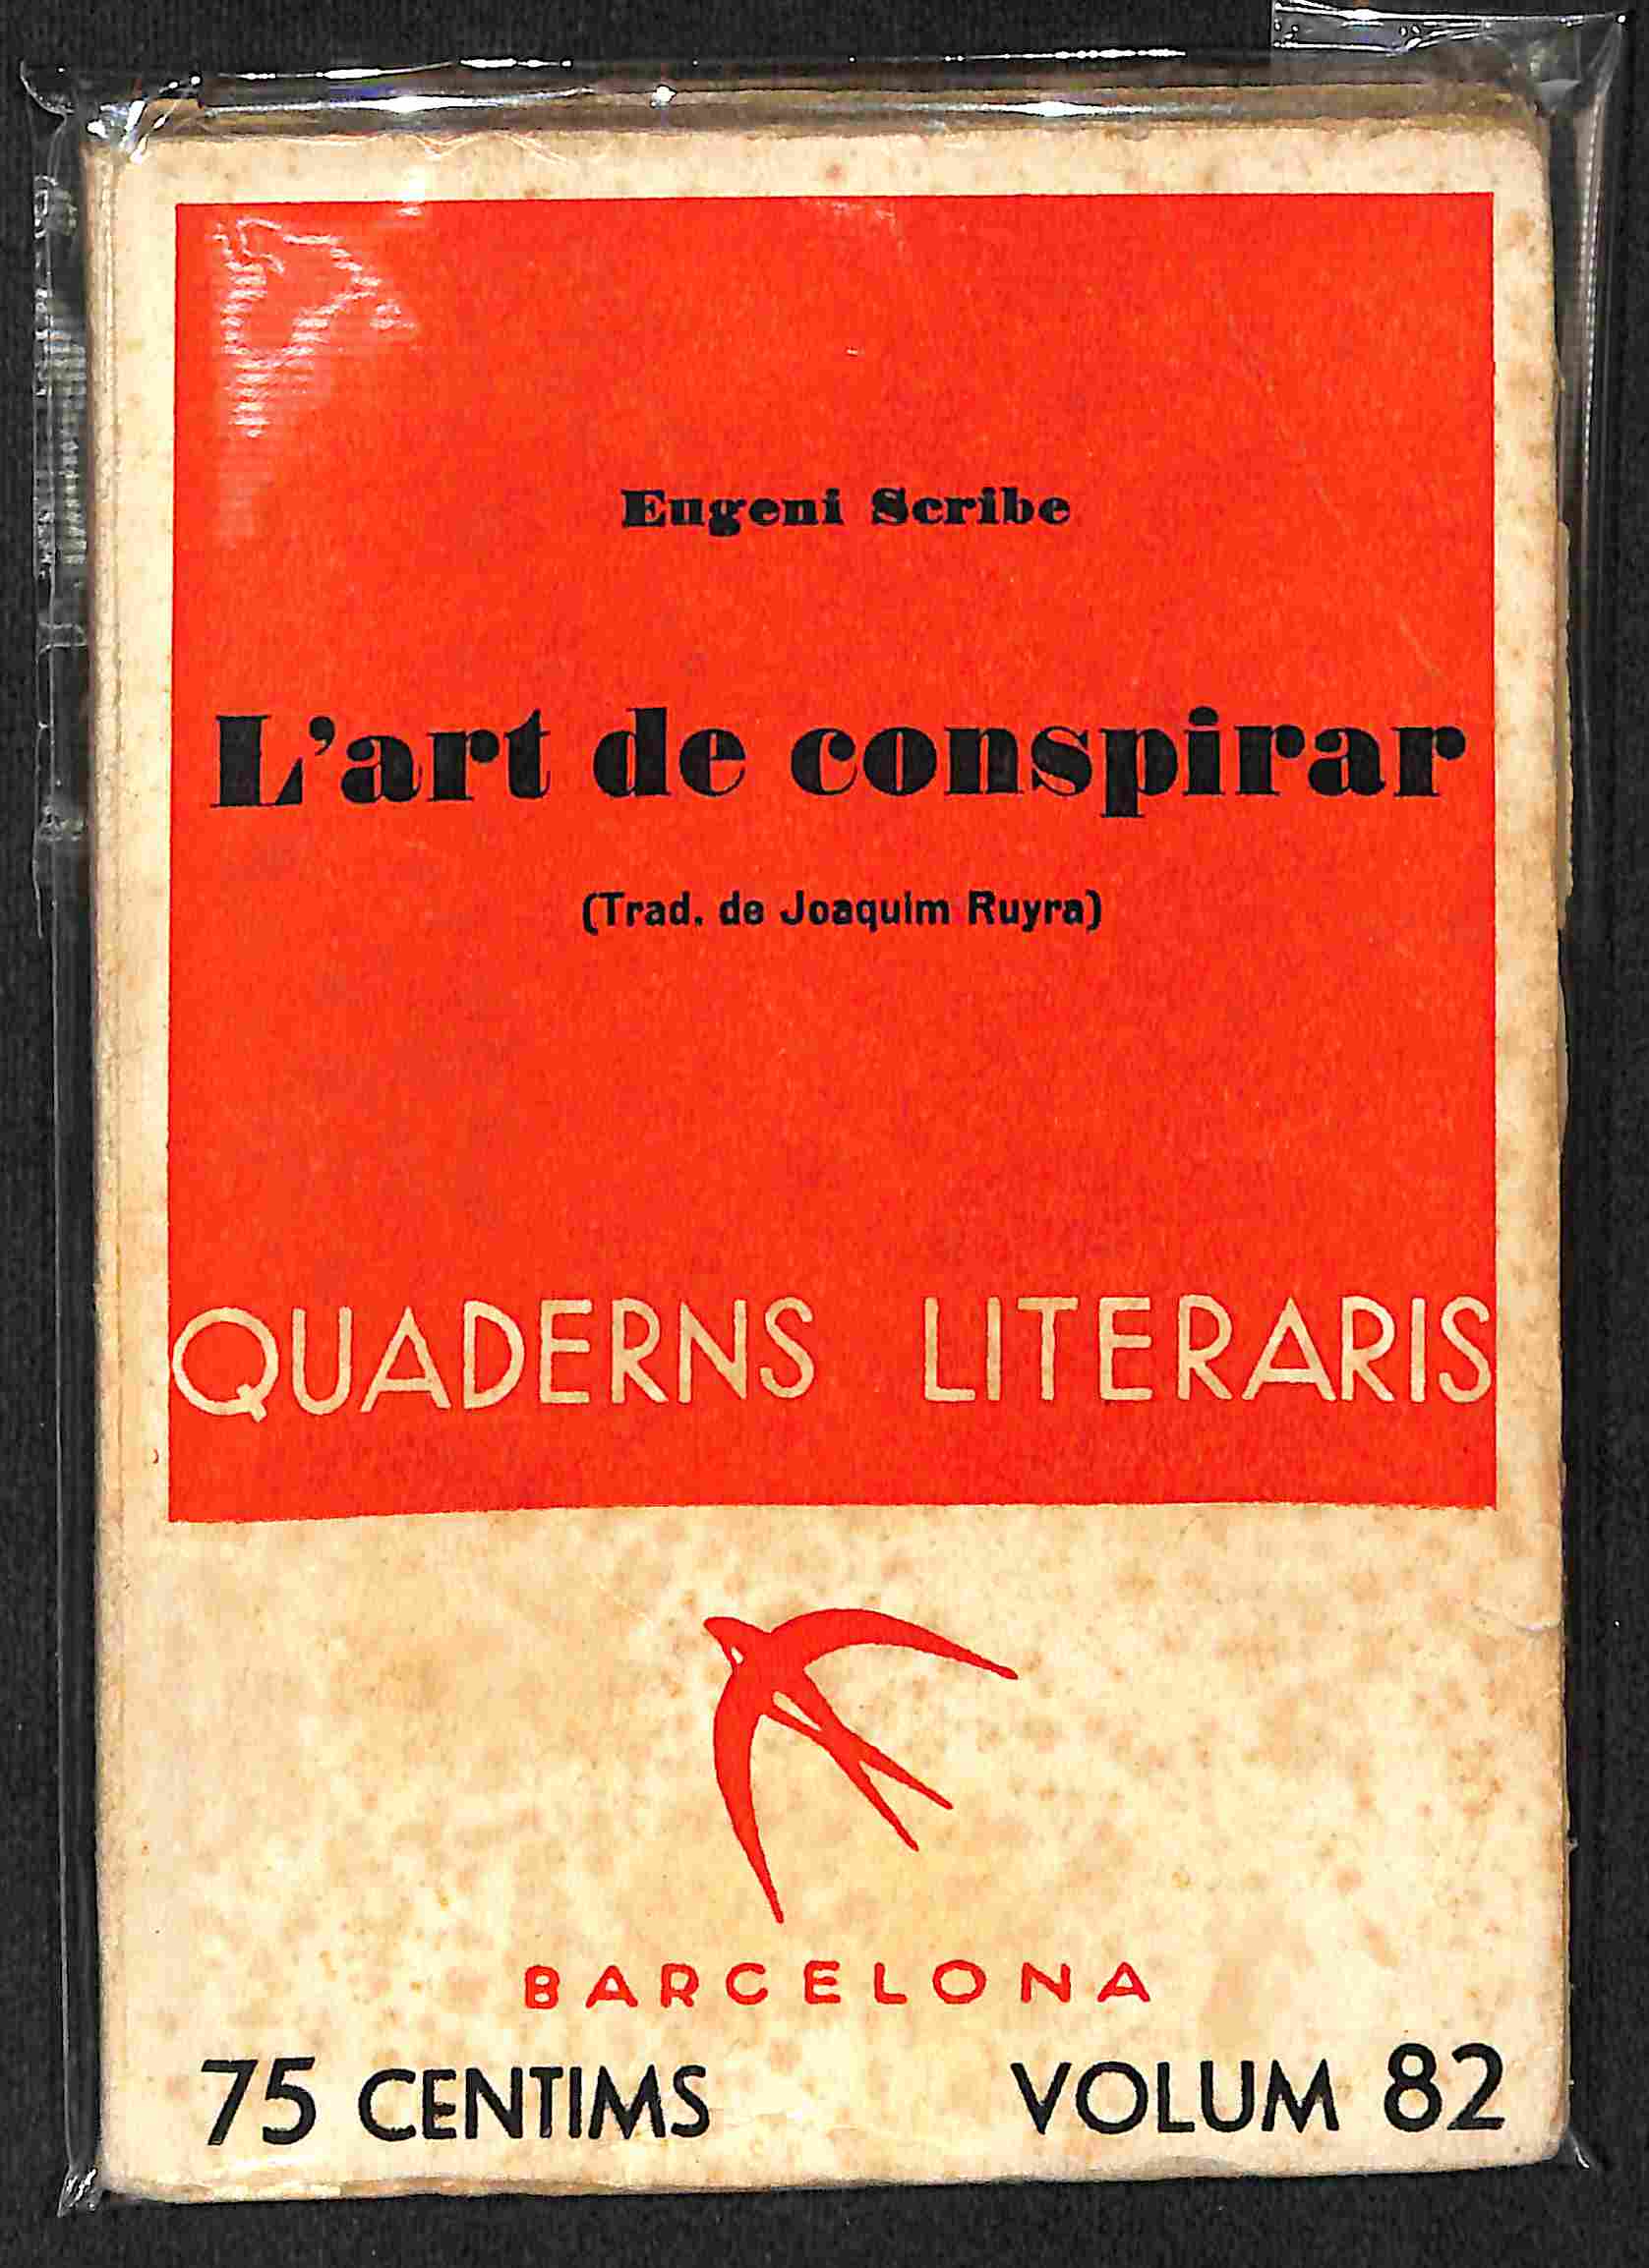 Eugeni Scribe
L'art de conspirar
(Trad. de Joaquim Ruyra)
QUADERNS LITERARIS
BARCELONA
75 CENTIMS VOLUM 82